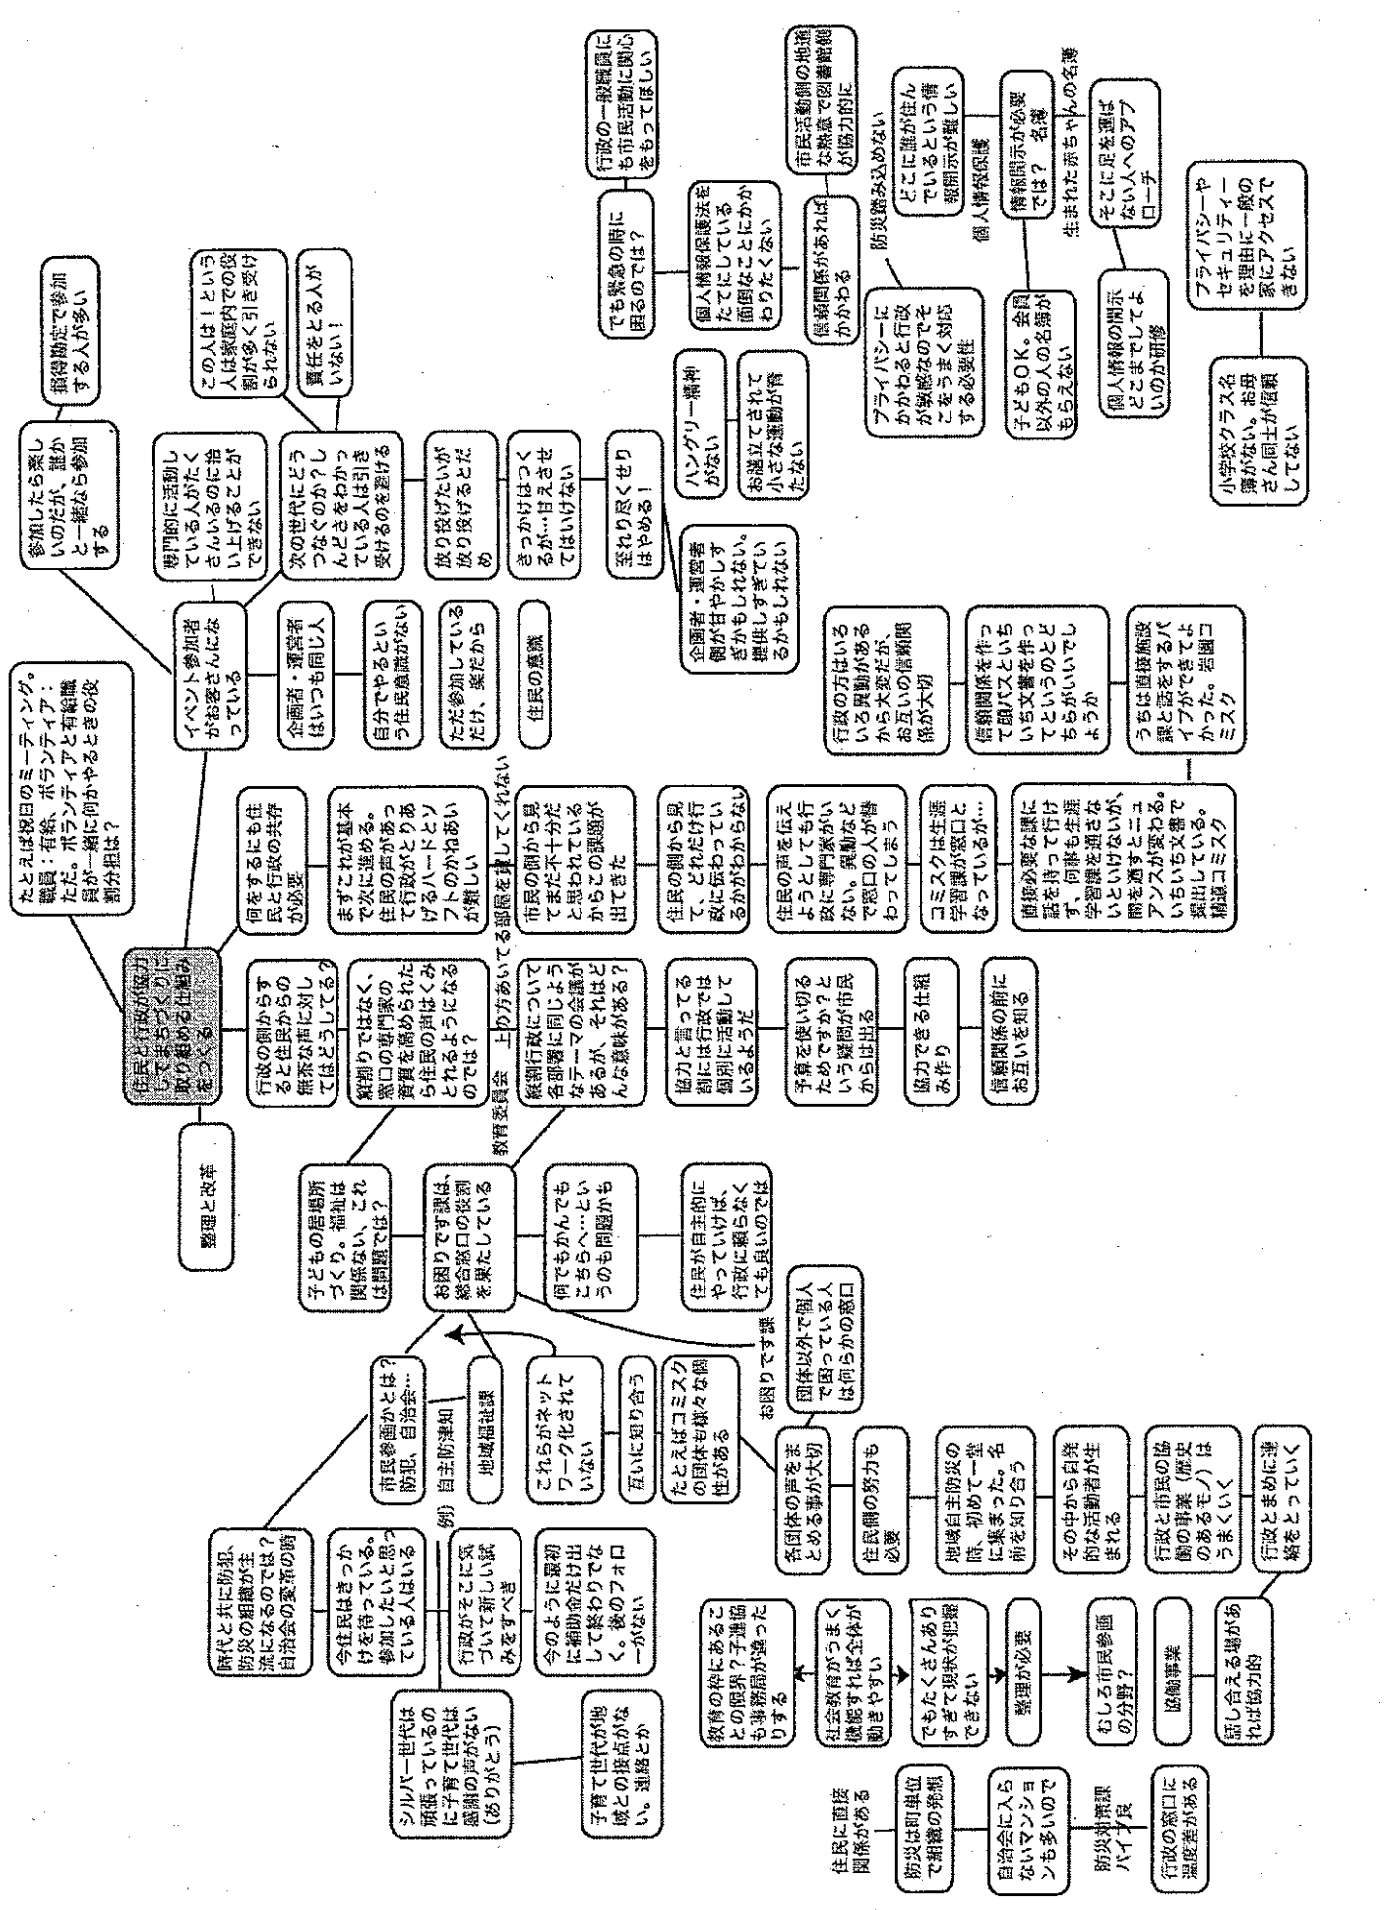 住民と行政が協力
してまちづくりに
取り組める仕組み
をつくる
整理と改革
たとえば祝日のミーティング。
職員：有給、ボランティア：
ただ。ボランティアと有給職
員が一緒に何かやるときの役
割分担は？
イベント参加者
がお客さんにな
っている
参加したら楽し
いのだが、誰か
と一緒なら参加
する
損得勘定で参加
する人が多い
専門的に活動し
ている人がたく
さんいるのに治
い上げることが
できない
次の世代にどう
つなぐのか？し
んどさをわかっ
ている人は引き
受けるのを避ける
この人は！という
人は家庭内での役
割が多く引き受け
られない
責任をとる人が
いない！
放り投げたいが
放り投げるとだ
め
きっかけはつく
るが…甘えさせ
てはいけない
至れり尽くせり
はやめる！
企画者・運営者
側が甘やかしす
ぎかもしれない。
提供しすぎてい
るかもしれない
ハングリー精神
がない
お膳立てされて
小さな運動が育
たない
企画者・運営者
はいつも同じ人
自分でやるとい
う住民意識がない
ただ参加している
だけ、楽だから
住民の意識
行政の一般職員に
も市民活動に関心
をもってほしい
でも緊急の時に
困るのでは？
個人情報保護法を
たてにしている
面倒なことにかか
わりたくない
信頼関係があれば
かかわる
市民活動側の地道
な熱意で図書館側
が協力的に
防災踏み込めない
プライバシーに
かかわると行政
が敏感なのでそ
こをうまく対応
する必要性
どこに誰が住ん
でいるという情
報開示が難しい
個人情報保護
情報開示が必要
では？　名簿
子どもOK。会員
以外の人の名簿が
もらえない
生まれた赤ちゃんの名簿
そこに足を運ば
ない人へのアプ
ローチ
個人情報の開示
どこまでしてよ
いのか研修
プライバシーや
セキュリティー
を理由に一般の
家にアクセスで
きない
小学校クラス名
簿がない。お母
さん同士が信頼
してない
何をするにも住
民と行政の共存
が必要
まずこれが基本
で次に進める。
住民の声があっ
て行政がとりあ
げるハードとソ
フトのかねあい
が難しい
市民の側から見
てまだ不十分だ
と思われている
からこの課題が
出てきた
住民の側から見
て、どれだけ行
政に伝わってい
るかがわからない
住民の声を伝え
ようとしても行
政に専門家がい
ない。異動など
で窓口の人が替
わってしまう
コミスクは生涯
学習課が窓口と
なっているが…
直接必要な課に
話を持って行け
ず、何事も生涯
学習課を通さな
いといけないが、
間を通すとニュ
アンスが変わる。
いちいち文書で
提出している。
精道コミスク
うちは直接施設
課と話をするパ
イプができてよ
かった。岩園コ
ミスク
信頼関係を作っ
て顔パスといち
いち文書を作っ
てというのとど
ちらがいいでし
ょうか
行政の方はいろ
いろ異動がある
から大変だが、
お互いの信頼関
係が大切
行政の側からす
ると住民からの
無茶な声に対し
てはどうしてる？
縦割りではなく、
窓口の専門家の
資質を高められた
ら住民の声はくみ
とれるようになる
のでは？
教育委員会　上の方あいてる部屋を貸してくれない
縦割行政について
各部署に同じよう
なテーマの会議が
あるが、それはど
んな意味がある？
協力と言ってる
割には行政では
個別に活動して
いるようだ
予算を使い切る
ためですか？と
いう疑問が市民
からは出る
協力できる仕組
み作り
信頼関係の前に
お互いを知る
子どもの居場所
づくり。福祉は
関係ない、これ
は問題では？
お困りです課は、
総合窓口の役割
を果たしている
何でもかんでも
こちらへ…とい
うのも問題かも
住民が自主的に
やっていけば、
行政に頼らなく
ても良いのでは
市民参画かとは？
防犯、自治会…
例）自主防津知
地域福祉課
これらがネット
ワーク化されて
いない
互いに知り合う
たとえばコミスク
の団体も様々な個
性がある
お困りです課
団体以外で個人
で困っている人
は何らかの窓口
各団体の声をま
とめる事が大切
住民側の努力も
必要
地域自主防災の
時、初めて一堂
に集まった。名
前を知り合う
その中から自発
的な活動者が生
まれる
行政と市民の協
働の事業（歴史
のあるモノ）は
うまくいく
行政とまめに連
絡をとっていく
時代と共に防犯、
防災の組織が主
流になるのでは？
自治会の変革の時
今住民はきっか
けを待っている。
参加したいと思っ
ている人はいる
行政がそこに気
づいて新しい試
みをすべき
今のように最初
に補助金だけ出
して終わりでな
く。後のフォロ
ーがない
シルバー世代は
頑張っているの
に子育て世代は
感謝の声がない
（ありがとう）
子育て世代が地
域との接点がな
い。連絡とか
教育の枠にあるこ
との限界？子連協
も事務局が違った
りする
社会教育がうまく
機能すれば全体が
動きやすい
でもたくさんあり
すぎて現状が把握
できない
整理が必要
むしろ市民参画
の分野？
協働事業
話し合える場があ
れば協力的
住民に直接
関係がある
防災は町単位
で組織の発想
自治会に入ら
ないマンショ
ンも多いので
防災対策課
パイプ良
行政の窓口に
温度差がある